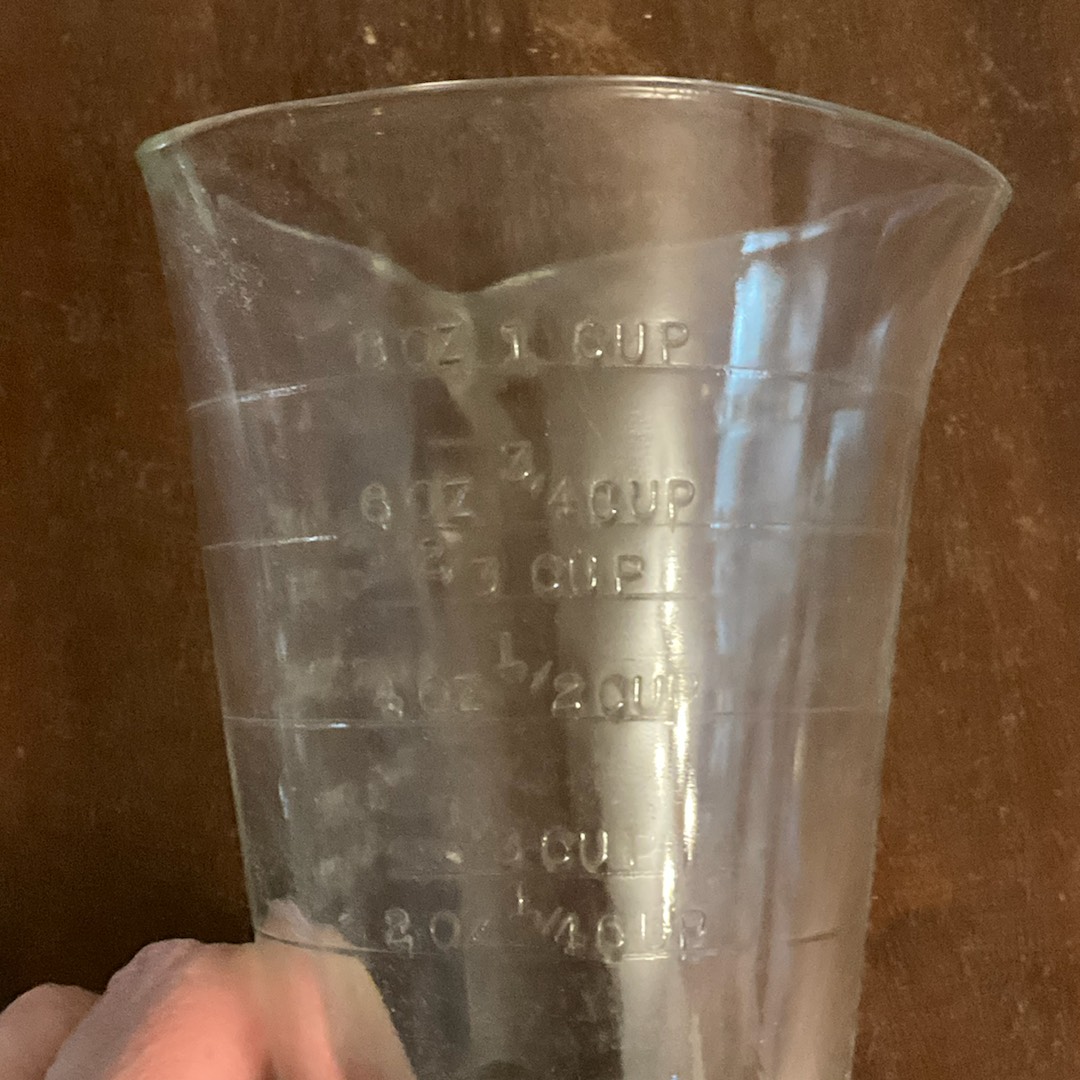 8 OZ 1 CUP
6 OZ 3/4 CUP
2/3 CUP
4 OZ 1/2 CUP
3 CUP
2 OZ 1/4 CUP